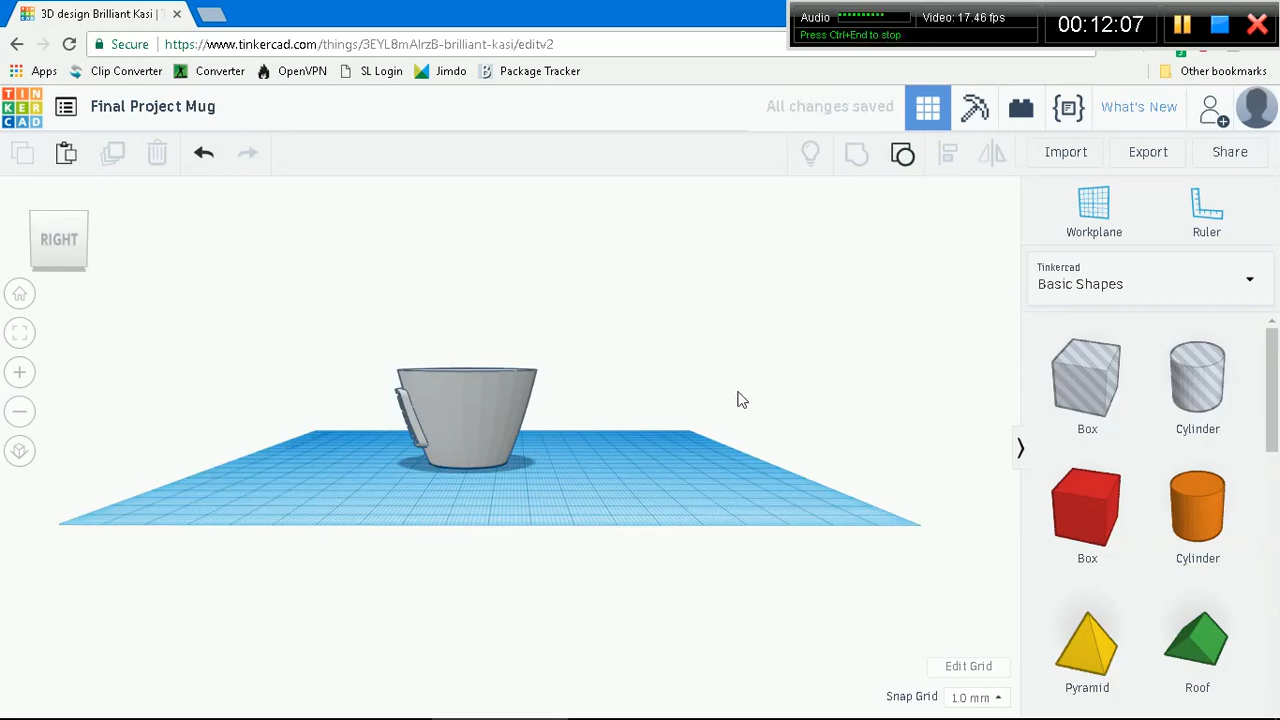 3D design Brilliant Kasi |
Audio
Video: 17.46 fps
Press Ctrl+End to stop
00:12:07
Secure
https://www.tinkercad.com/things/3EYL8mAlrzB-brilliant-kasi/editv2
Apps
Clip Converter
Converter
OpenVPN
SL Login
Jimdo
Package Tracker
Other bookmarks
TIN
KER
CAD
Final Project Mug
All changes saved
What's New
Import
Export
Share
RIGHT
Workplane
Ruler
Tinkercad
Basic Shapes
Box
Cylinder
Box
Cylinder
Pyramid
Roof
Edit Grid
Snap Grid
1.0 mm